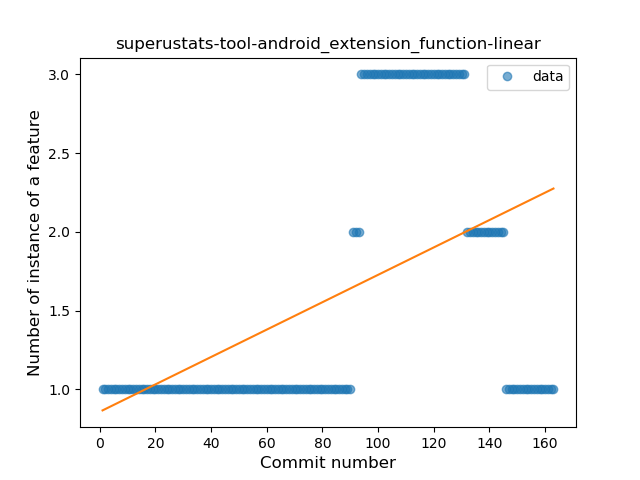 superustats-tool-android_extension_function-linear
data
Number of instance of a feature
3.0
2.5
2.0
1.5
1.0
0 20 40 60 80 100 120 140 160
Commit number